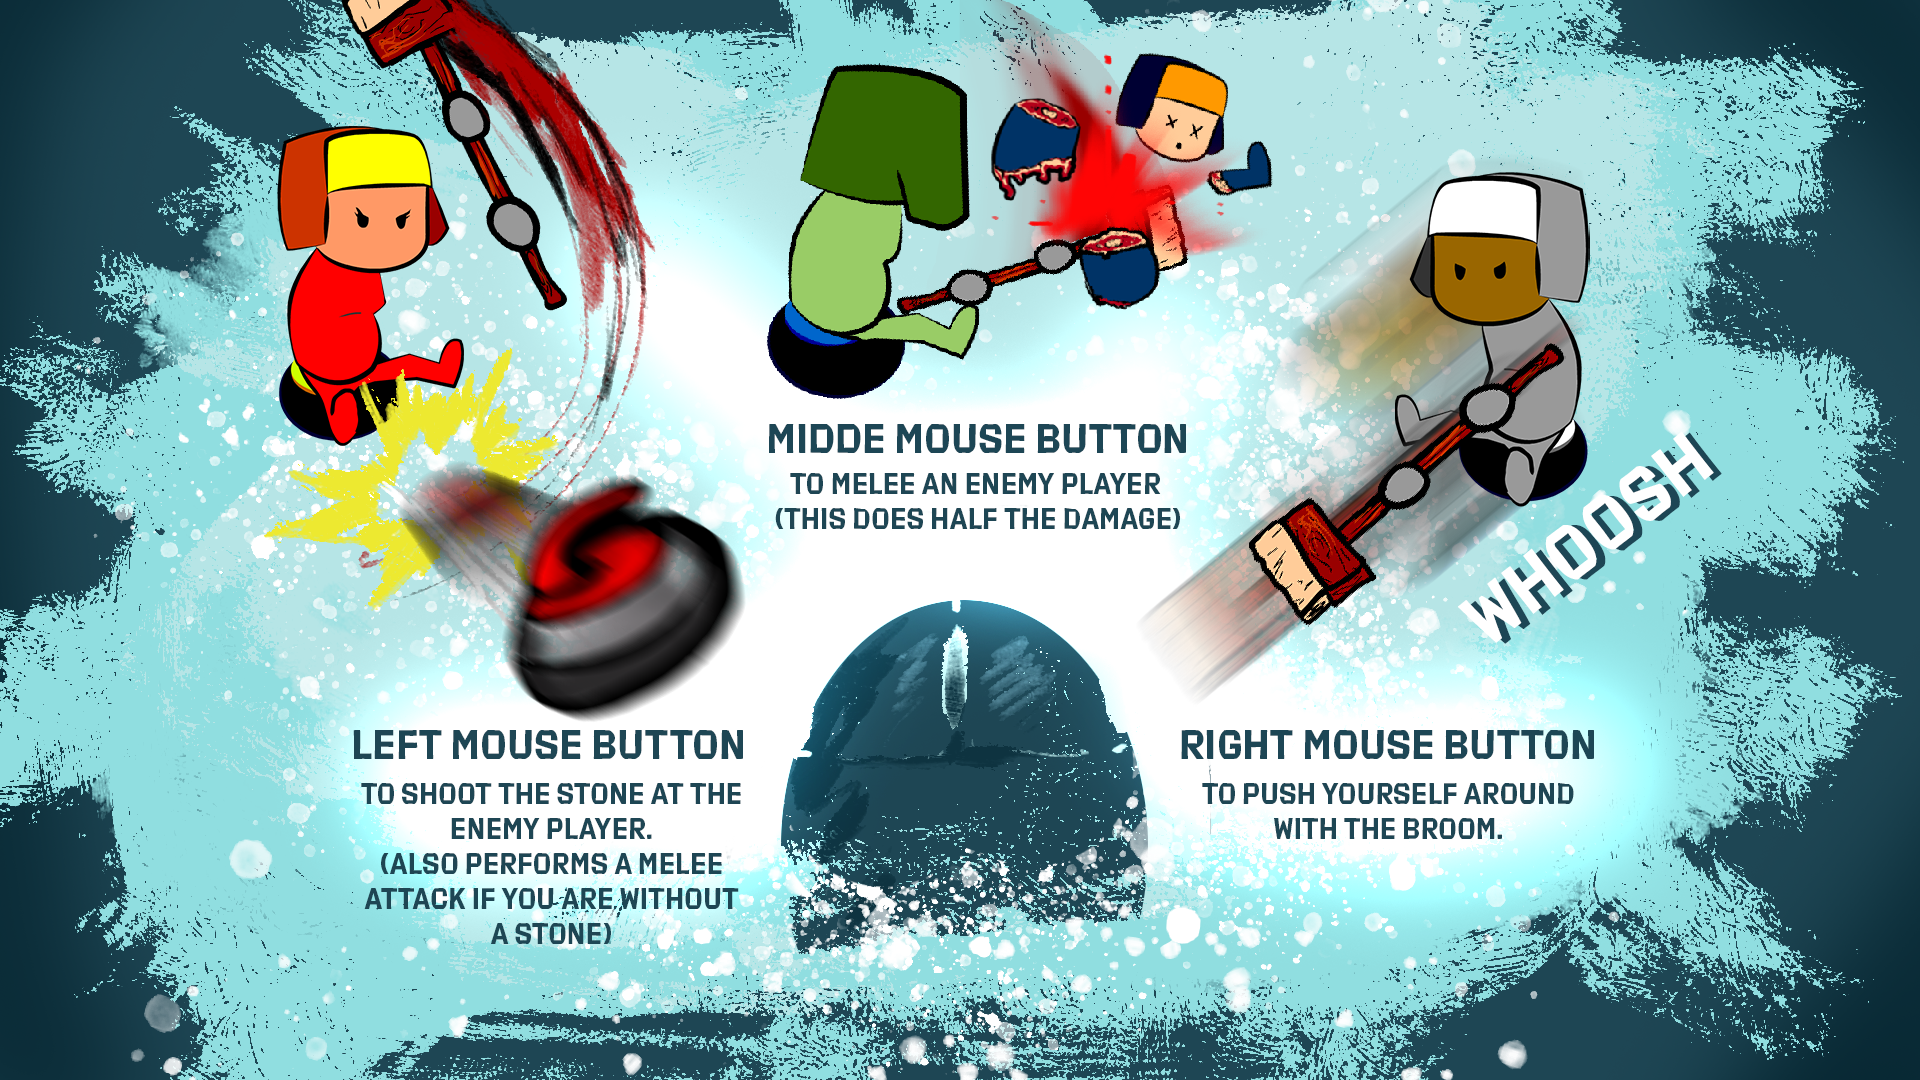 MIDDE MOUSE BUTTON
TO MELEE AN ENEMY PLAYER
(THIS DOES HALF THE DAMAGE)
WHOOSH
LEFT MOUSE BUTTON
TO SHOOT THE STONE AT THE
ENEMY PLAYER.
(ALSO PERFORMS A MELEE
ATTACK IF YOU ARE WITHOUT
A STONE)
RIGHT MOUSE BUTTON
TO PUSH YOURSELF AROUND
WITH THE BROOM.